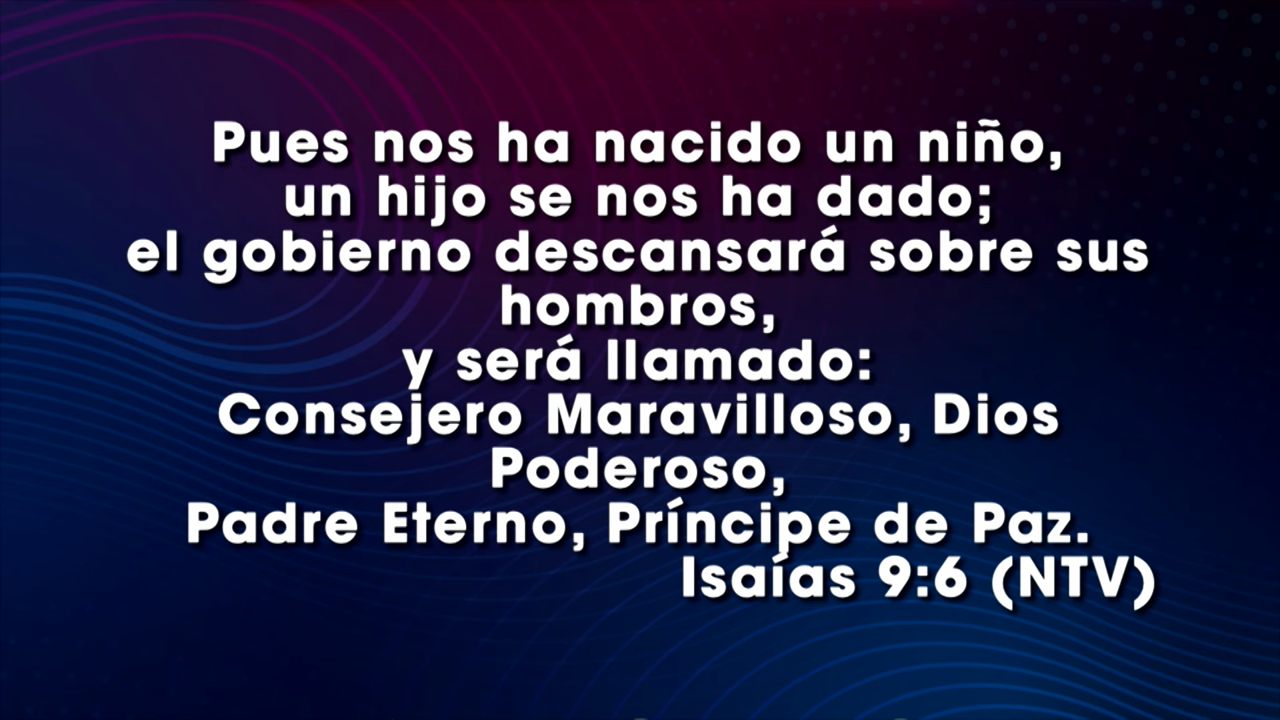 Pues nos ha nacido un niño,
un hijo se nos ha dado;
el gobierno descansará sobre sus
hombros,
y será llamado:
Consejero Maravilloso, Dios
Poderoso,
Padre Eterno, Príncipe de Paz.
Isaías 9:6 (NTV)